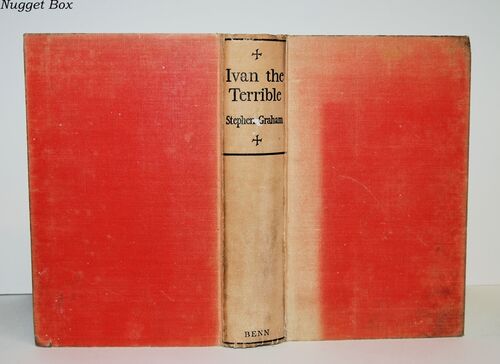 Nugget Box
Ivan the
Terrible
Stephen Graham
BENN